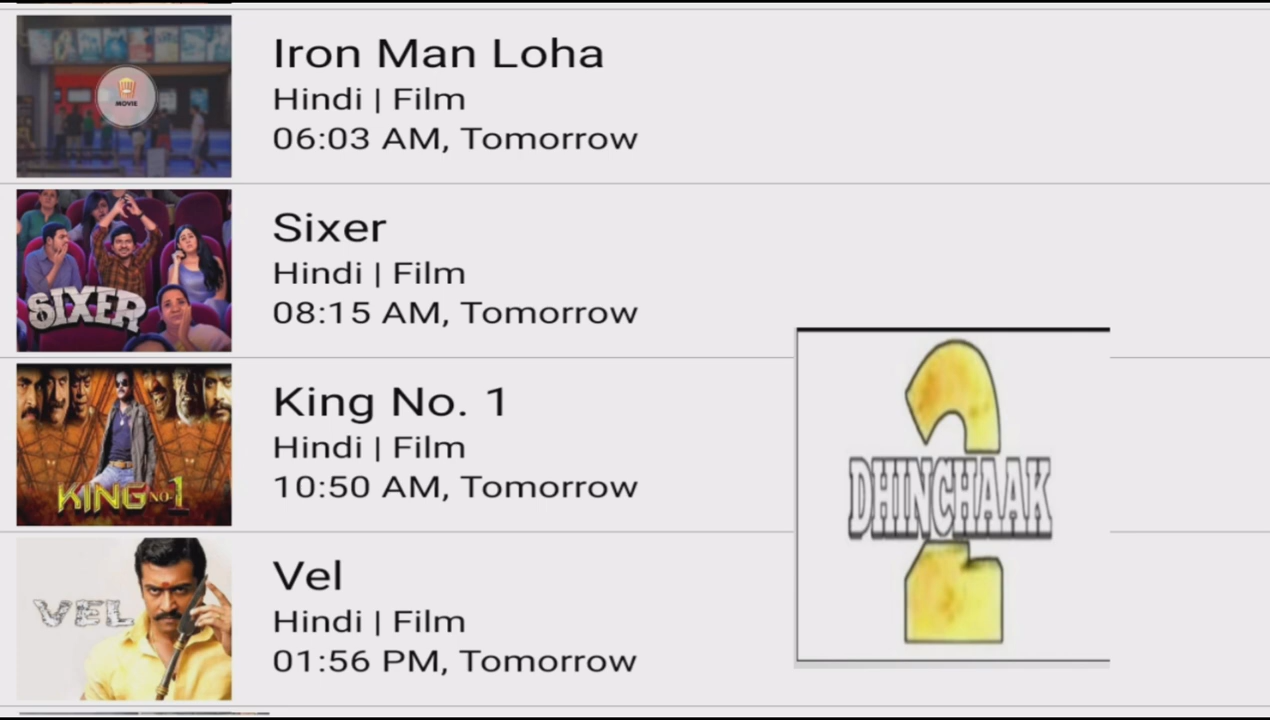 MOVIE
Iron Man Loha
Hindi | Film
06:03 AM, Tomorrow
SIXER
Sixer
Hindi | Film
08:15 AM, Tomorrow
KING NO.1
King No. 1
Hindi | Film
10:50 AM, Tomorrow
VEL
Vel
Hindi | Film
01:56 PM, Tomorrow
2
DHINCHAAK